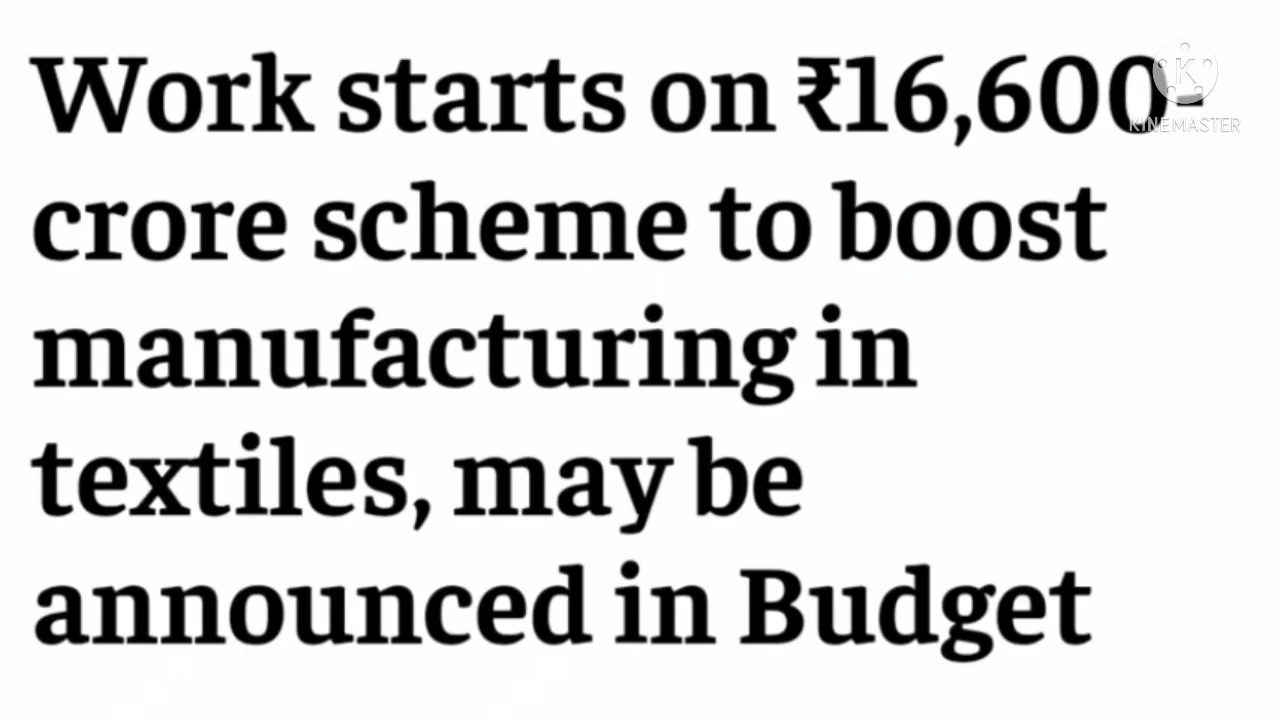 Work starts on ₹16,600-
crore scheme to boost
manufacturing in
textiles, may be
announced in Budget
K
KINEMASTER